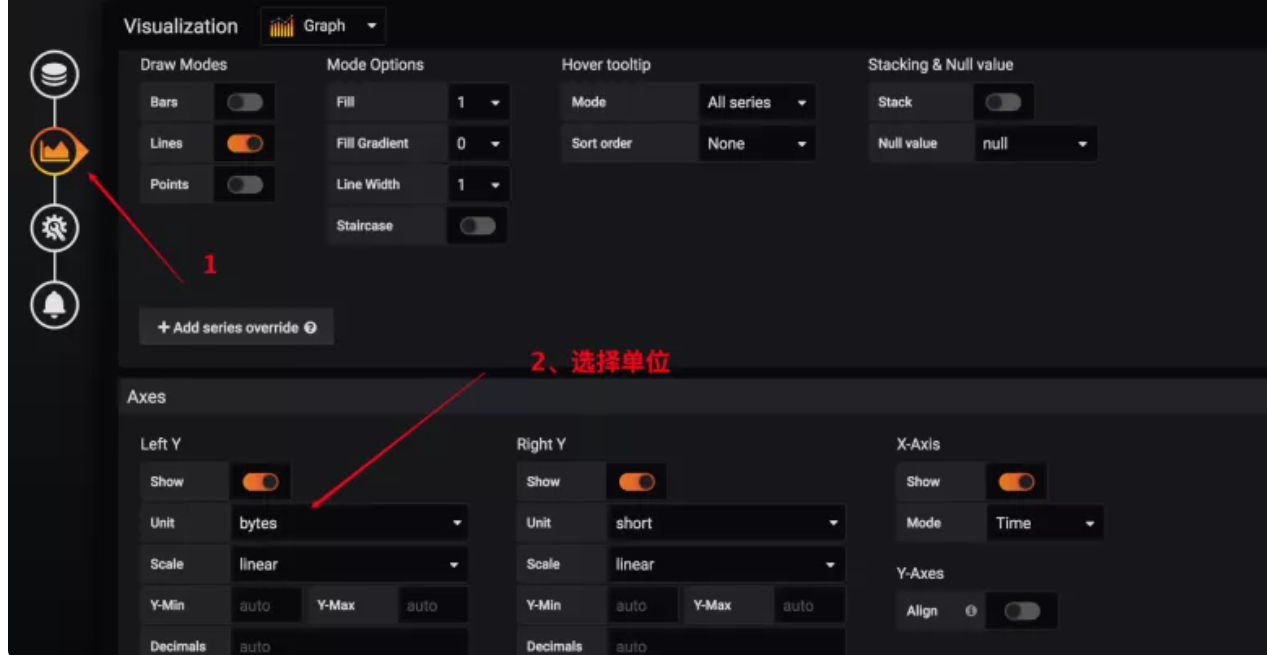 Visualization Graph
Draw Modes Mode Options Hover tooltip Stacking & Null value
Bars Fill 1 Mode All series Stack
Lines Fill Gradient 0 Sort order None Null value null
Points Line Width 1
Staircase
1
+ Add series override
2、选择单位
Axes
Left Y Right Y X-Axis
Show Show Show
Unit bytes Unit short Mode Time
Scale linear Scale linear
Y-Axes
Y-Min auto Y-Max auto Y-Min auto Y-Max auto Align
Decimals auto Decimals auto